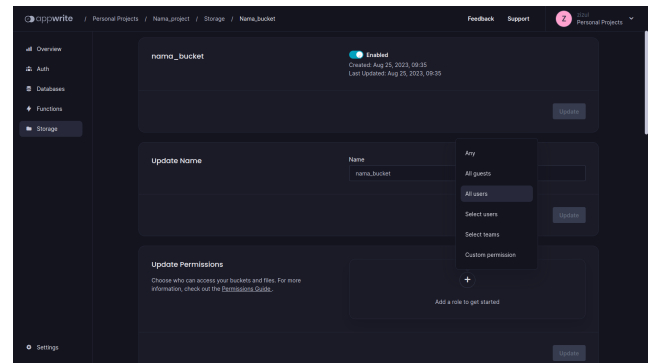 appwrite / Personal Projects / Nama_project / Storage / Nama_bucket
Feedback Support
Z
Personal Projects
Overview
Auth
Databases
Functions
Storage
Settings
nama_bucket
Enabled
Created: Aug 25, 2023, 09:35
Last Updated: Aug 25, 2023, 09:35
Update
Update Name
Name
nama_bucket
Update
Any
All guests
All users
Select users
Select teams
Custom permission
Update Permissions
Choose who can access your buckets and files. For more
information, check out the Permissions Guide .
+
Add a role to get started
Update